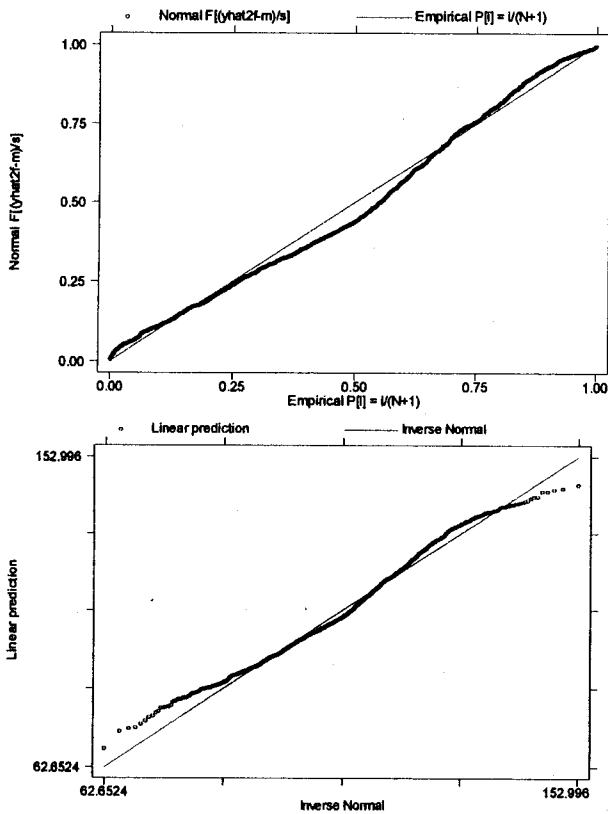 Normal F[(yhat2f-m)/s] Empirical P[i] = i/(N+1)
1.00
0.75
0.50
0.25
0.00
Normal F[(yhat2f-m)/s]
0.00 0.25 0.50 0.75 1.00
Empirical P[i] = i/(N+1)
Linear prediction Inverse Normal
152.996
Linear prediction
62.6524
62.6524 152.996
Inverse Normal